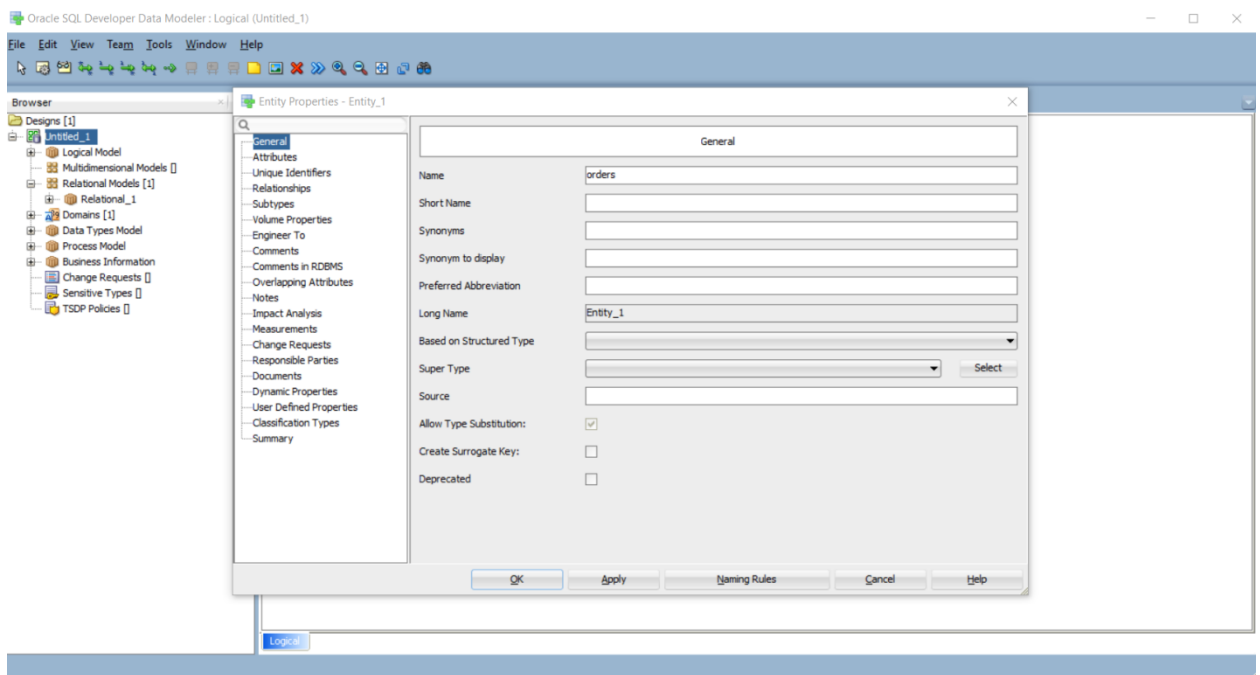 Oracle SQL Developer Data Modeler : Logical (Untitled_1)
File Edit View Team Tools Window Help
Browser
Designs [1]
Untitled_1
Logical Model
Multidimensional Models []
Relational Models [1]
Relational_1
Domains [1]
Data Types Model
Process Model
Business Information
Change Requests []
Sensitive Types []
TSDP Policies []
Entity Properties - Entity_1
General
Attributes
Unique Identifiers
Relationships
Subtypes
Volume Properties
Engineer To
Comments
Comments in RDBMS
Overlapping Attributes
Notes
Impact Analysis
Measurements
Change Requests
Responsible Parties
Documents
Dynamic Properties
User Defined Properties
Classification Types
Summary
General
Name orders
Short Name
Synonyms
Synonym to display
Preferred Abbreviation
Long Name Entity_1
Based on Structured Type
Super Type Select
Source
Allow Type Substitution:
Create Surrogate Key:
Deprecated
OK Apply Naming Rules Cancel Help
Logical